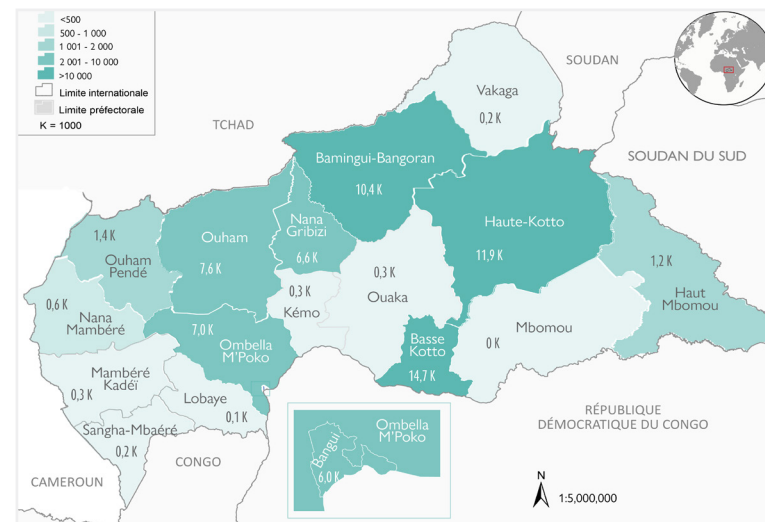 <500
500 - 1 000
1 001 - 2 000
2 001 - 10 000
>10 000
Limite internationale
Limite préfectorale
K = 1000
TCHAD
SOUDAN
SOUDAN DU SUD
Vakaga
0,2 K
Bamingui-Bangoran
10,4 K
Haute-Kotto
11,9 K
1,4 K
Ouham
Pendé
Ouham
7,6 K
Nana
Gribizi
6,6 K
0,3 K
Kémo
0,3 K
Ouaka
1,2 K
Haut
Mbomou
0,6 K
Nana
Mambéré
7,0 K
Ombella
M'Poko
Basse
Kotto
14,7 K
Mbomou
0 K
Mambéré
Kadéï
0,3 K
Lobaye
0,1 K
Sangha-Mbaéré
0,2 K
Ombella
M'Poko
Bangui
6,0 K
RÉPUBLIQUE
DÉMOCRATIQUE DU CONGO
CAMEROUN
CONGO
N
1:5,000,000